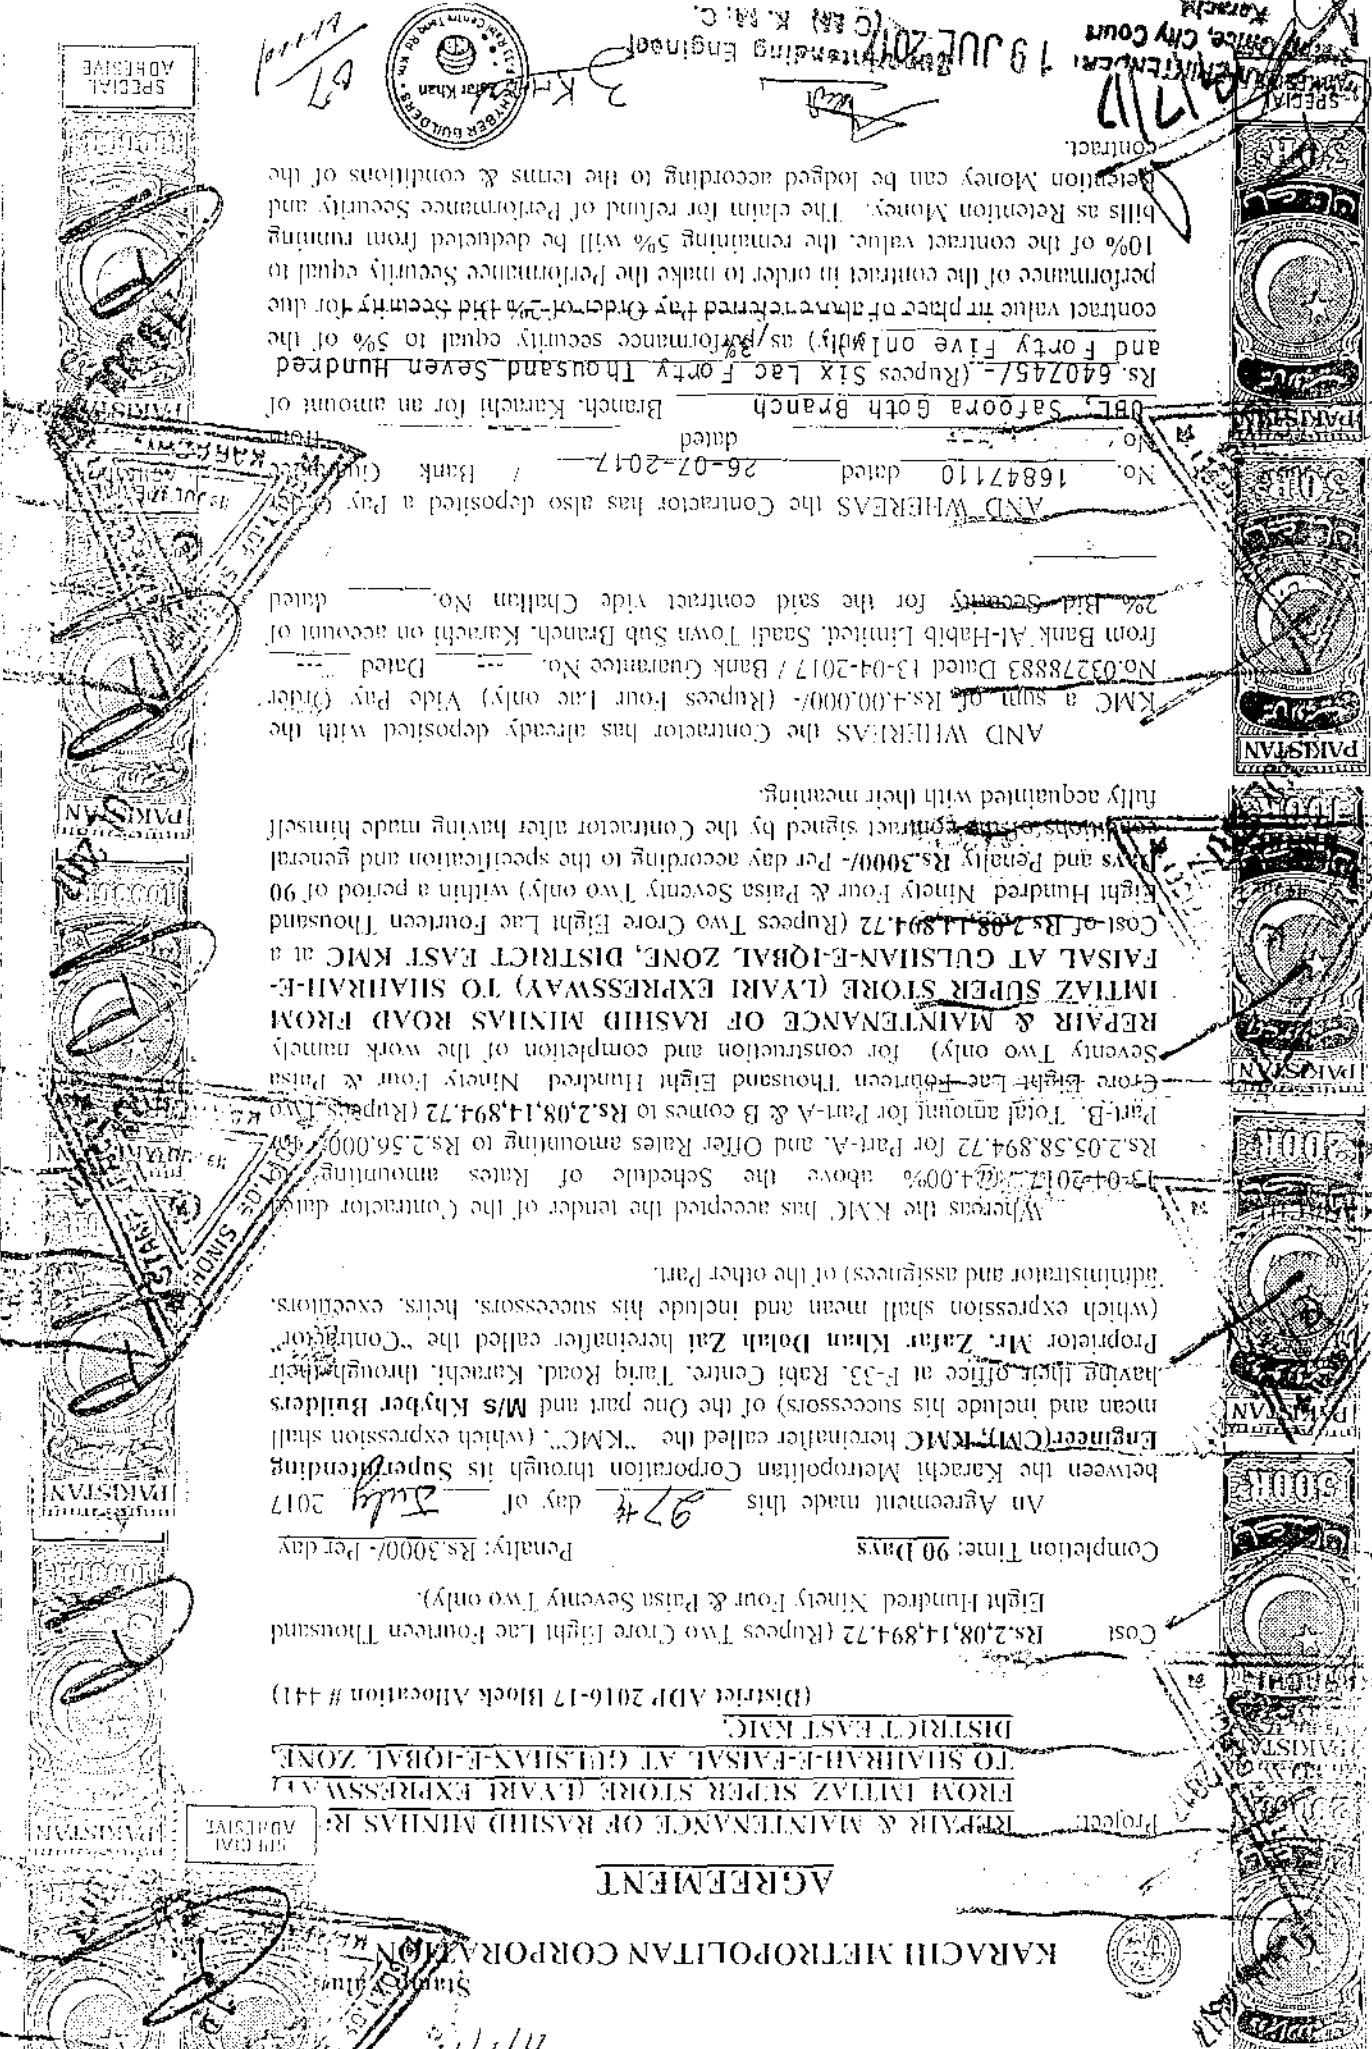 Stamp Value
KARACHI METROPOLITAN CORPORATION
AGREEMENT
Project: REPAIR & MAINTENANCE OF RASHID MINHAS R
FROM IMTIAZ SUPER STORE (LYARI EXPRESSWAY)
TO SHAHRAH-E-FAISAL AT GULSHAN-E-IQBAL ZONE,
DISTRICT EAST KMC.
(District ADP 2016-17 Block Allocation # 441)
Cost Rs.2,08,14,894.72 (Rupees Two Crore Eight Lac Fourteen Thousand
Eight Hundred Ninety Four & Paisa Seventy Two only).
Completion Time: 90 Days Penalty: Rs.3000/- Per day
An Agreement made this 27th day of July 2017
between the Karachi Metropolitan Corporation through its Superintending
Engineer(CM), KMC hereinafter called the "KMC", (which expression shall
mean and include his successors) of the One part and M/s Khyber Builders
having their office at F-33, Rabi Centre, Tariq Road, Karachi, through their
Proprietor Mr. Zafar Khan Dolah Zai hereinafter called the "Contractor"
(which expression shall mean and include his successors, heirs, executors,
administrator and assignees) of the other Part.
Whereas the KMC has accepted the tender of the Contractor dated
13-04-2017 @4.00% above the Schedule of Rates amounting to
Rs.2,05,58,894.72 for Part-A, and Offer Rates amounting to Rs.2,56,000/- for
Part-B. Total amount for Part-A & B comes to Rs.2,08,14,894.72 (Rupees Two
Crore Eight Lac Fourteen Thousand Eight Hundred Ninety Four & Paisa
Seventy Two only) for construction and completion of the work namely
REPAIR & MAINTENANCE OF RASHID MINHAS ROAD FROM
IMTIAZ SUPER STORE (LYARI EXPRESSWAY) TO SHAHRAH-E-
FAISAL AT GULSHAN-E-IQBAL ZONE, DISTRICT EAST KMC at a
Cost of Rs.2,08,14,894.72 (Rupees Two Crore Eight Lac Fourteen Thousand
Eight Hundred Ninety Four & Paisa Seventy Two only) within a period of 90
Days and Penalty Rs.3000/- Per day according to the specification and general
conditions of the contract signed by the Contractor after having made himself
fully acquainted with their meaning.
AND WHEREAS the Contractor has already deposited with the
KMC a sum of Rs.4,00,000/- (Rupees Four Lac only) Vide Pay Order
No.03278883 Dated 13-04-2017 / Bank Guarantee No. --- Dated ---
from Bank Al-Habib Limited, Saadi Town Sub Branch, Karachi on account of
2% Bid Security for the said contract vide Challan No. dated
AND WHEREAS the Contractor has also deposited a Pay Order
No. 16847110 dated 26-07-2017 / Bank Guarantee
No. dated from
UBL, Safoora Goth Branch Branch, Karachi for an amount of
Rs. 640745/- (Rupees Six Lac Forty Thousand Seven Hundred
and Forty Five only only) as 3% performance security equal to 5% of the
contract value in place of above referred Pay Order of 2% Bid Security for due
performance of the contract in order to make the Performance Security equal to
10% of the contract value, the remaining 5% will be deducted from running
bills as Retention Money. The claim for refund of Performance Security and
Retention Money can be lodged according to the terms & conditions of the
contract.
Superintending Engineer
(CM) K. M. C.
19 JUL 2017
KHYBER BUILDERS
Zafar Khan
Office, City Court
Karachi
SPECIAL
ADHESIVE
PAKISTAN